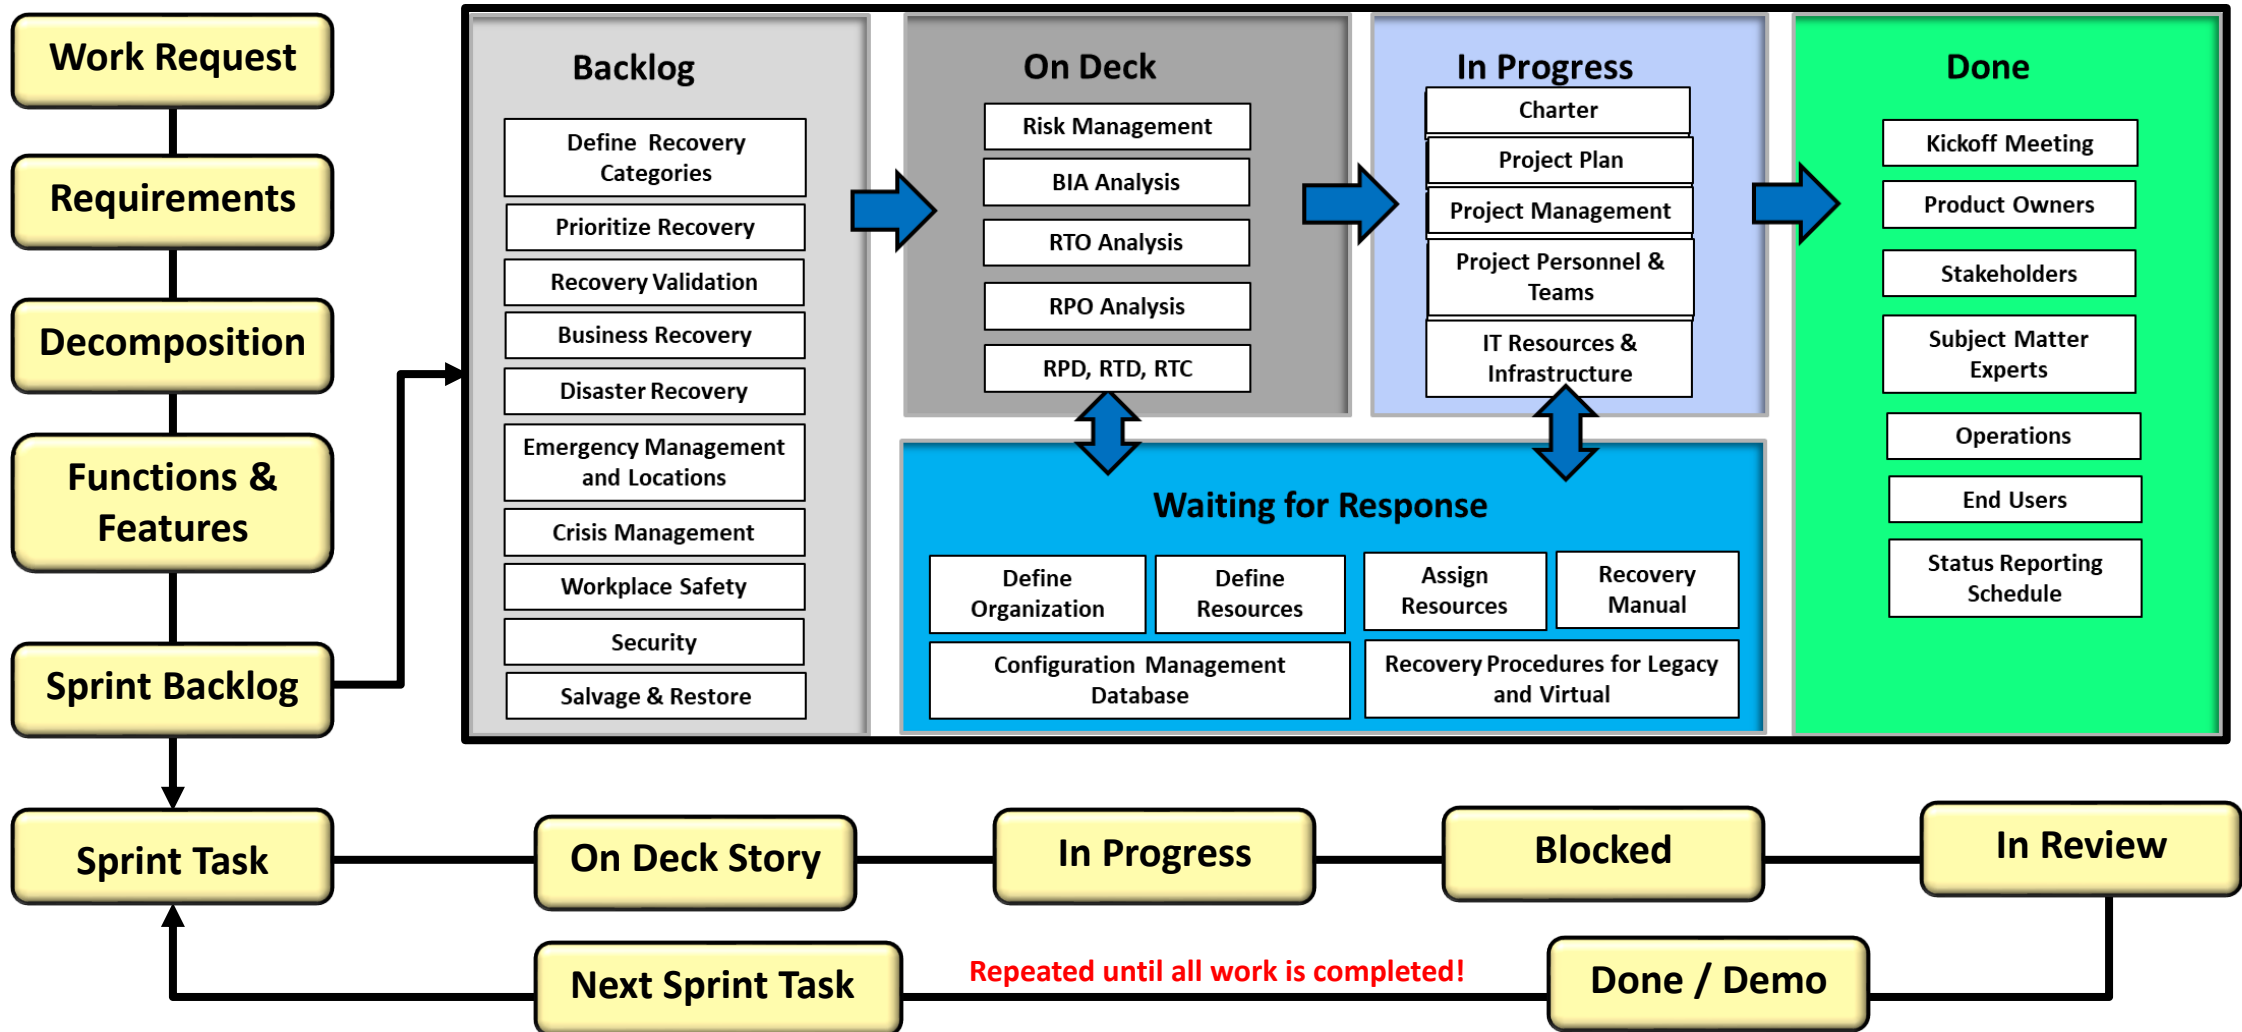 Work Request
Requirements
Decomposition
Functions &
Features
Sprint Backlog
Backlog
Define Recovery
Categories
Prioritize Recovery
Recovery Validation
Business Recovery
Disaster Recovery
Emergency Management
and Locations
Crisis Management
Workplace Safety
Security
Salvage & Restore
On Deck
Risk Management
BIA Analysis
RTO Analysis
RPO Analysis
RPD, RTD, RTC
In Progress
Charter
Project Plan
Project Management
Project Personnel &
Teams
IT Resources &
Infrastructure
Waiting for Response
Define
Organization
Define
Resources
Assign
Resources
Recovery
Manual
Configuration Management
Database
Recovery Procedures for Legacy
and Virtual
Done
Kickoff Meeting
Product Owners
Stakeholders
Subject Matter
Experts
Operations
End Users
Status Reporting
Schedule
Sprint Task
On Deck Story
In Progress
Blocked
In Review
Next Sprint Task
Repeated until all work is completed!
Done / Demo